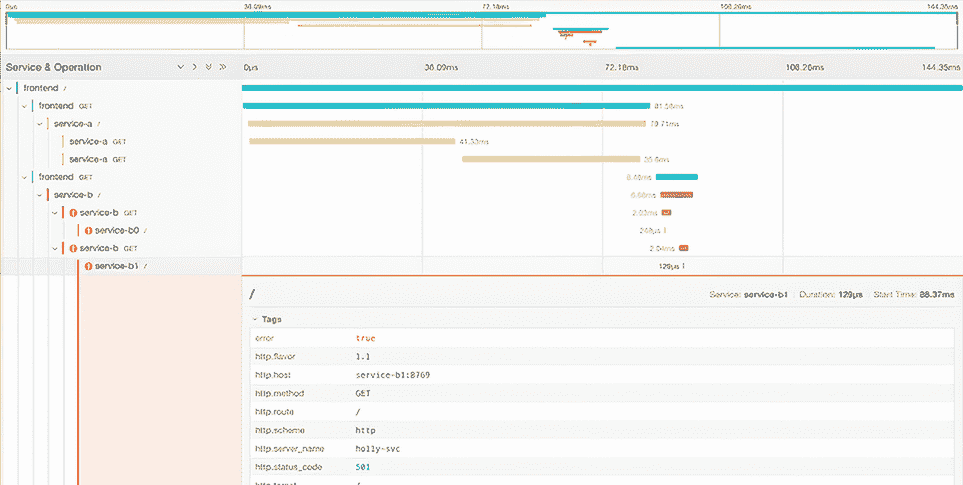 0μs 36.09ms 72.18ms 108.26ms 144.35ms
Service & Operation 0μs 36.09ms 72.18ms 108.26ms 144.35ms
frontend /
frontend GET 81.56ms
service-a / 79.71ms
service-a GET 41.33ms
service-a GET
frontend GET 8.48ms
service-b / 6.66ms
service-b GET 2.03ms
service-b0 / 248μs
service-b GET 2.04ms
service-b1 / 129μs
/ Service: service-b1 Duration: 129μs Start Time: 88.37ms
Tags
error true
http.flavor 1.1
http.host service-b1:8769
http.method GET
http.route /
http.scheme http
http.server_name holly-svc
http.status_code 501
http.target /